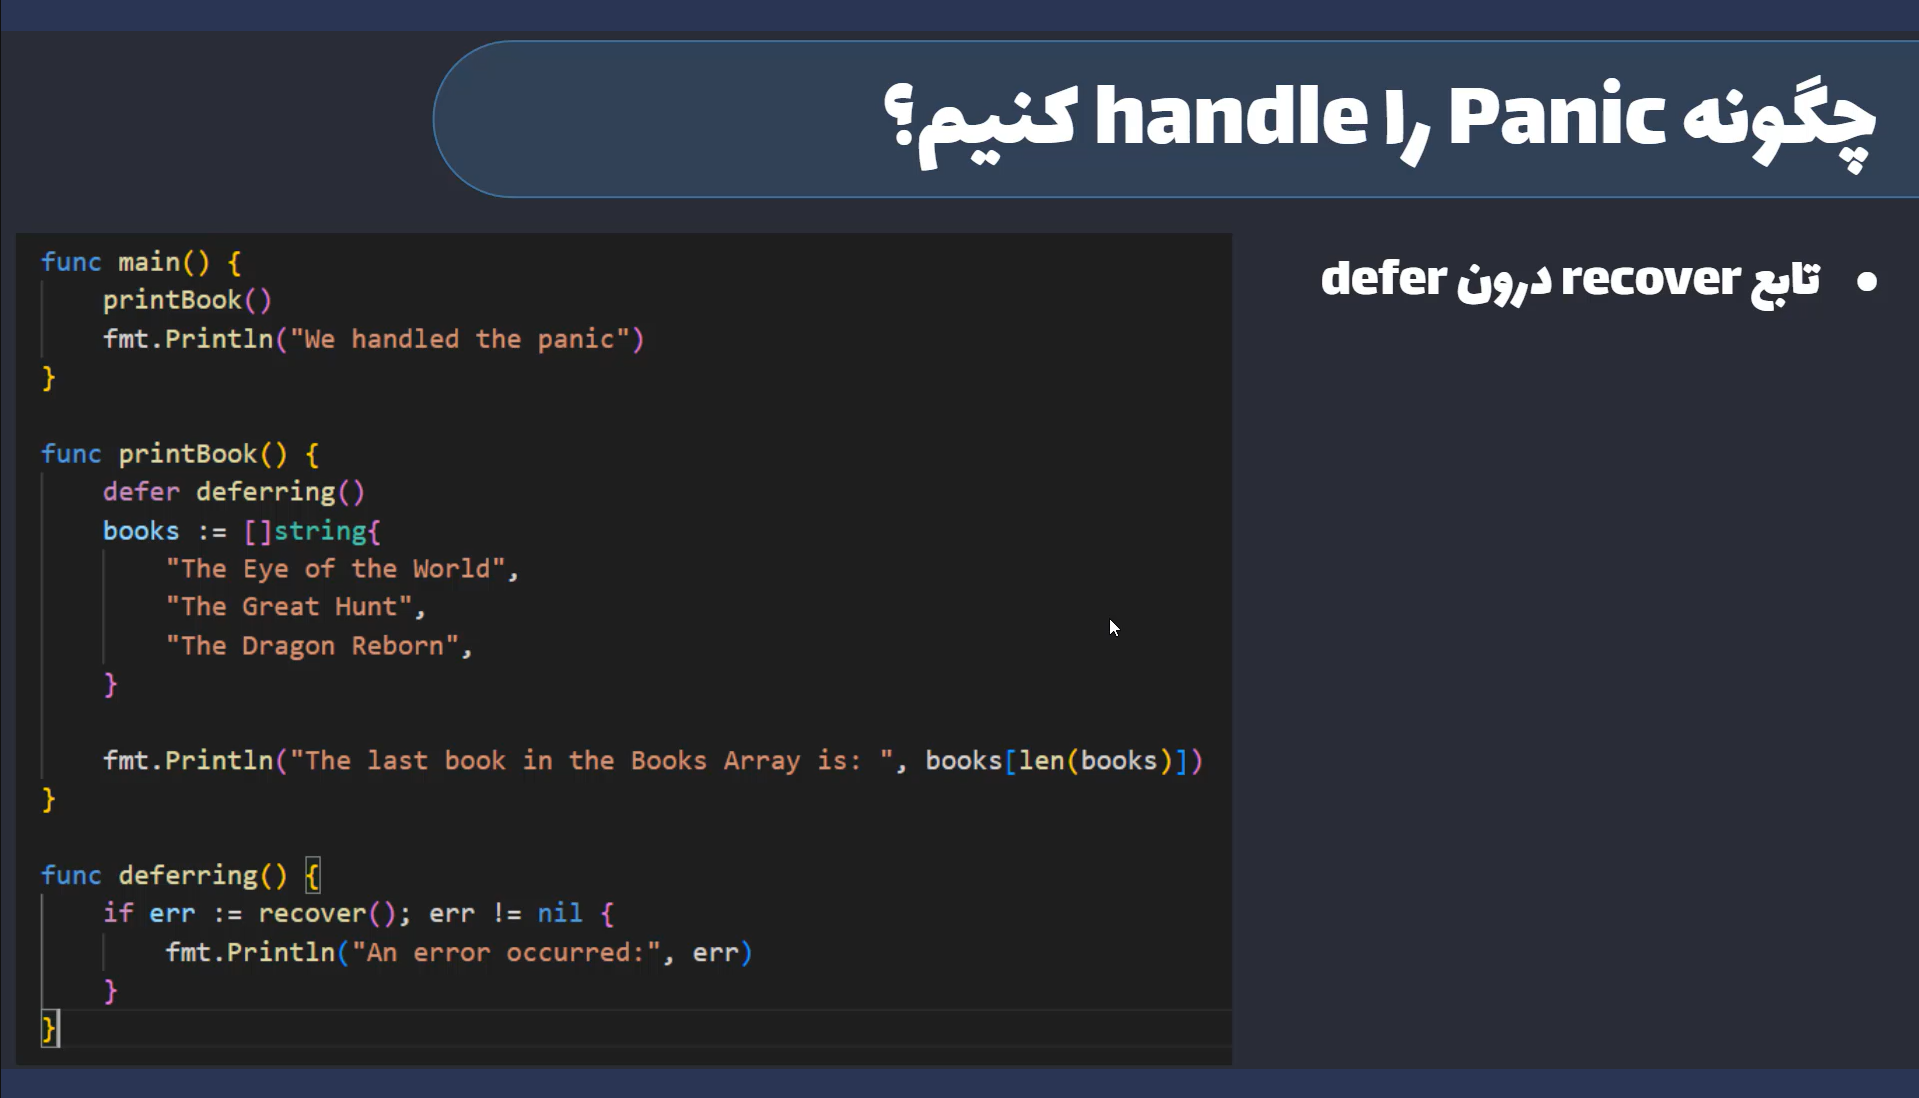 چگونه Panic را handle کنیم؟
تابع recover درون defer
func main() {
    printBook()
    fmt.Println("We handled the panic")
}

func printBook() {
    defer deferring()
    books := []string{
        "The Eye of the World",
        "The Great Hunt",
        "The Dragon Reborn",
    }

    fmt.Println("The last book in the Books Array is: ", books[len(books)])
}

func deferring() {
    if err := recover(); err != nil {
        fmt.Println("An error occurred:", err)
    }
}